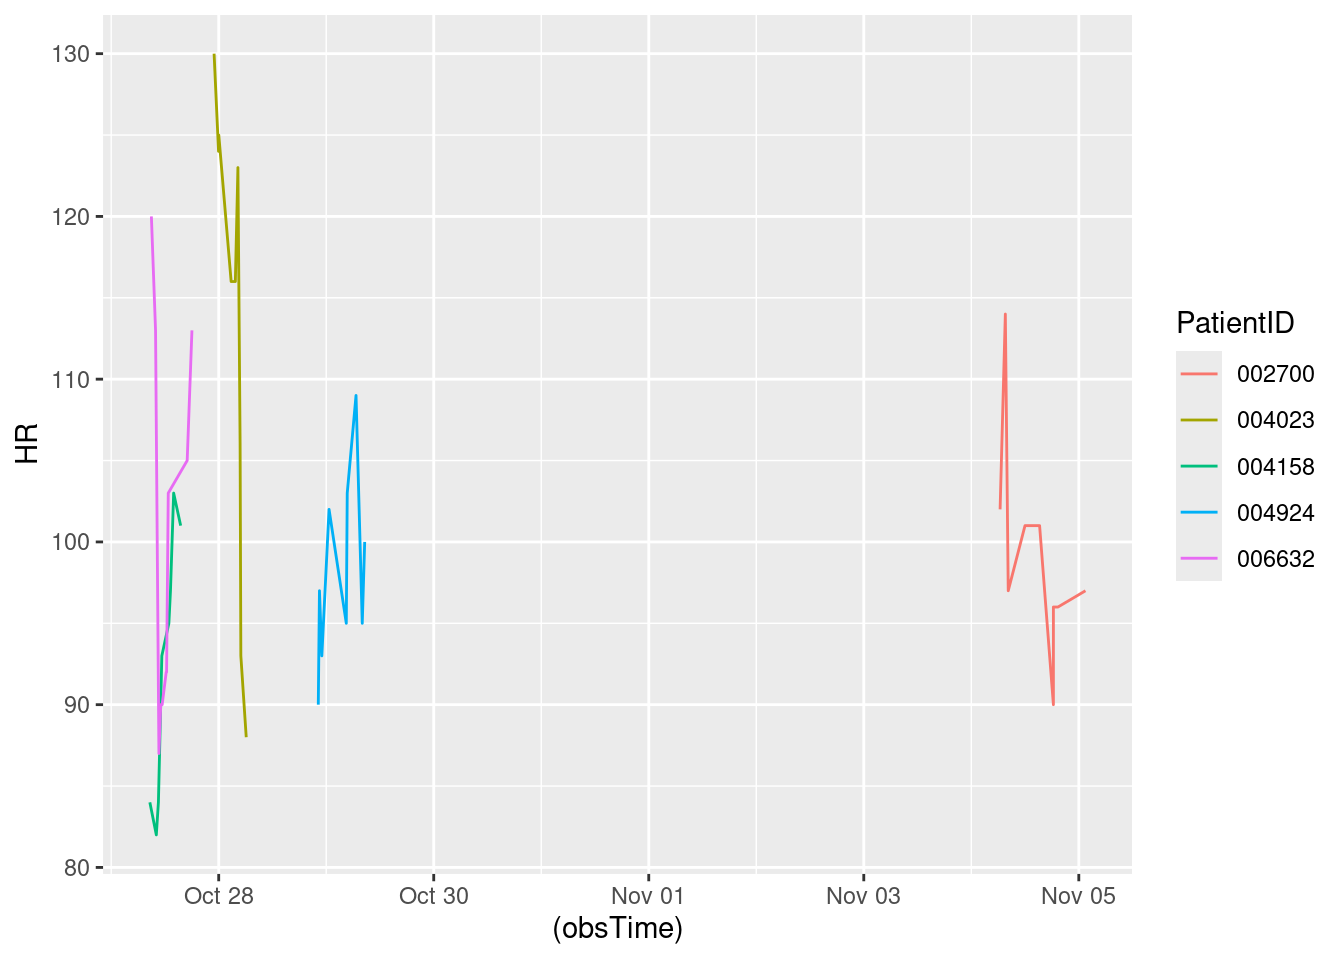 130
120
110
100
90
80
HR
Oct 28
Oct 30
Nov 01
Nov 03
Nov 05
(obsTime)
PatientID
002700
004023
004158
004924
006632